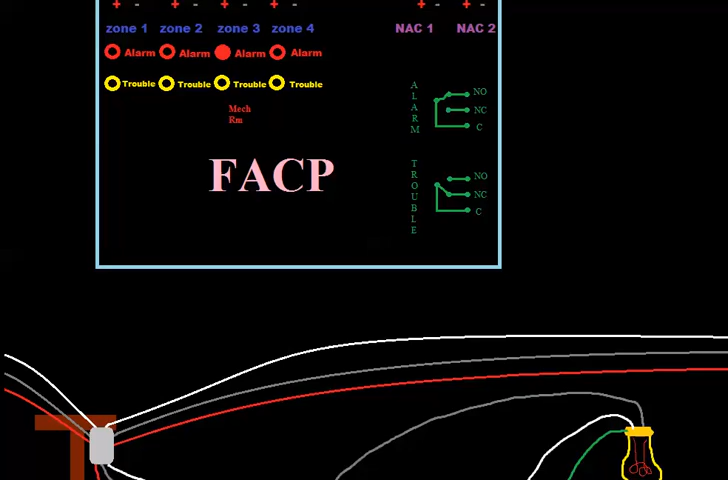 + - + - + - + - + - + -
zone 1 zone 2 zone 3 zone 4 NAC 1 NAC 2
Alarm Alarm Alarm Alarm
Trouble Trouble Trouble Trouble
Mech
Rm
FACP
ALARM
NO
NC
C
TROUBLE
NO
NC
C